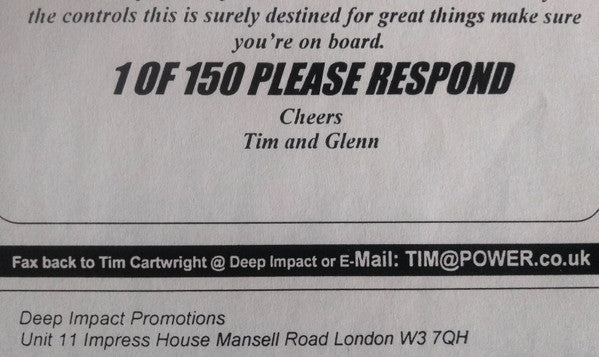 the controls this is surely destined for great things make sure
you're on board.
1 OF 150 PLEASE RESPOND
Cheers
Tim and Glenn
Fax back to Tim Cartwright @ Deep Impact or E-Mail: TIM@POWER.co.uk
Deep Impact Promotions
Unit 11 Impress House Mansell Road London W3 7QH